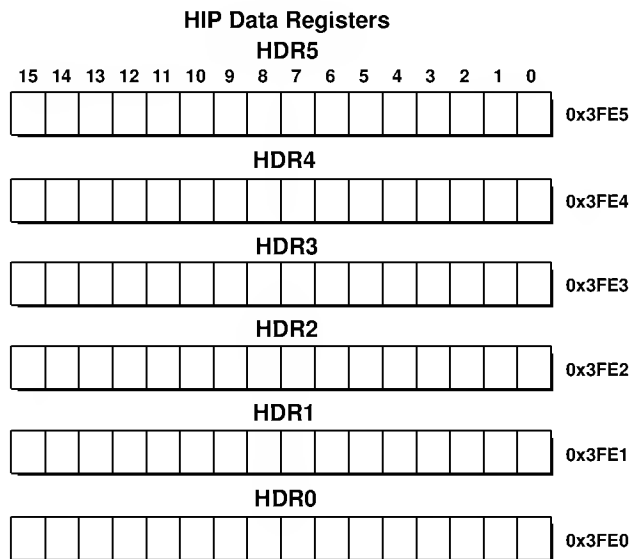 HIP Data Registers
HDR5
15 14 13 12 11 10 9 8 7 6 5 4 3 2 1 0
0x3FE5
HDR4
0x3FE4
HDR3
0x3FE3
HDR2
0x3FE2
HDR1
0x3FE1
HDR0
0x3FE0